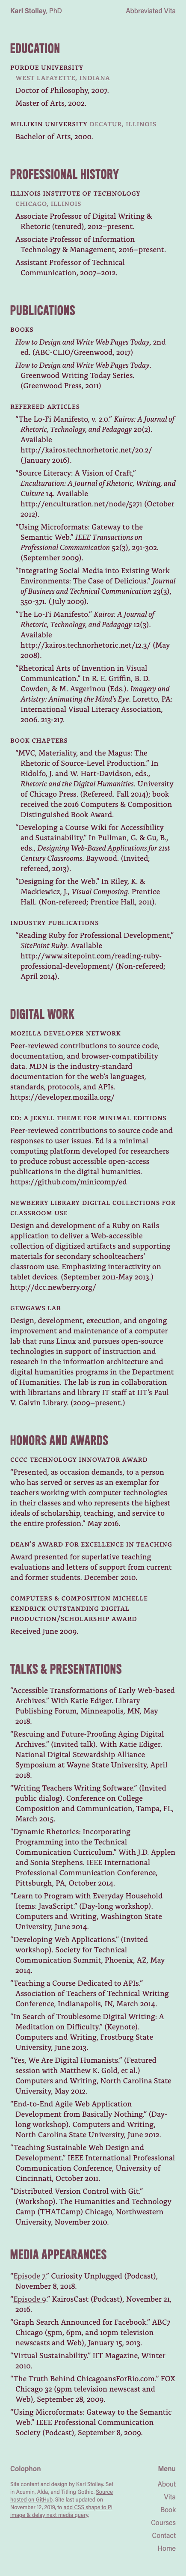 Karl Stolley, PhD
Abbreviated Vita
EDUCATION
PURDUE UNIVERSITY
WEST LAFAYETTE, INDIANA
Doctor of Philosophy, 2007.
Master of Arts, 2002.
MILLIKIN UNIVERSITY DECATUR, ILLINOIS
Bachelor of Arts, 2000.
PROFESSIONAL HISTORY
ILLINOIS INSTITUTE OF TECHNOLOGY
CHICAGO, ILLINOIS
Associate Professor of Digital Writing &
Rhetoric (tenured), 2012–present.
Associate Professor of Information
Technology & Management, 2016–present.
Assistant Professor of Technical
Communication, 2007–2012.
PUBLICATIONS
BOOKS
How to Design and Write Web Pages Today, 2nd
ed. (ABC-CLIO/Greenwood, 2017)
How to Design and Write Web Pages Today.
Greenwood Writing Today Series.
(Greenwood Press, 2011)
REFEREED ARTICLES
“The Lo-Fi Manifesto, v. 2.0.” Kairos: A Journal of
Rhetoric, Technology, and Pedagogy 20(2).
Available
http://kairos.technorhetoric.net/20.2/
(January 2016).
“Source Literacy: A Vision of Craft,”
Enculturation: A Journal of Rhetoric, Writing, and
Culture 14. Available
http://enculturation.net/node/5271 (October
2012).
“Using Microformats: Gateway to the
Semantic Web.” IEEE Transactions on
Professional Communication 52(3), 291-302.
(September 2009).
“Integrating Social Media into Existing Work
Environments: The Case of Delicious.” Journal
of Business and Technical Communication 23(3),
350-371. (July 2009).
“The Lo-Fi Manifesto.” Kairos: A Journal of
Rhetoric, Technology, and Pedagogy 12(3).
Available
http://kairos.technorhetoric.net/12.3/ (May
2008).
“Rhetorical Arts of Invention in Visual
Communication.” In R. E. Griffin, B. D.
Cowden, & M. Avgerinou (Eds.). Imagery and
Artistry: Animating the Mind's Eye. Loretto, PA:
International Visual Literacy Association,
2006. 213-217.
BOOK CHAPTERS
“MVC, Materiality, and the Magus: The
Rhetoric of Source-Level Production.” In
Ridolfo, J. and W. Hart-Davidson, eds.,
Rhetoric and the Digital Humanities. University
of Chicago Press. (Refereed. Fall 2014); book
received the 2016 Computers & Composition
Distinguished Book Award.
“Developing a Course Wiki for Accessibility
and Sustainability.” In Pullman, G. & Gu, B.,
eds., Designing Web-Based Applications for 21st
Century Classrooms. Baywood. (Invited;
refereed, 2013).
“Designing for the Web.” In Riley, K. &
Mackiewicz, J., Visual Composing. Prentice
Hall. (Non-refereed; Prentice Hall, 2011).
INDUSTRY PUBLICATIONS
“Reading Ruby for Professional Development,”
SitePoint Ruby. Available
http://www.sitepoint.com/reading-ruby-
professional-development/ (Non-refereed;
April 2014).
DIGITAL WORK
MOZILLA DEVELOPER NETWORK
Peer-reviewed contributions to source code,
documentation, and browser-compatibility
data. MDN is the industry-standard
documentation for the web's languages,
standards, protocols, and APIs.
https://developer.mozilla.org/
ED: A JEKYLL THEME FOR MINIMAL EDITIONS
Peer-reviewed contributions to source code and
responses to user issues. Ed is a minimal
computing platform developed for researchers
to produce robust accessible open-access
publications in the digital humanities.
https://github.com/minicomp/ed
NEWBERRY LIBRARY DIGITAL COLLECTIONS FOR
CLASSROOM USE
Design and development of a Ruby on Rails
application to deliver a Web-accessible
collection of digitized artifacts and supporting
materials for secondary schoolteachers’
classroom use. Emphasizing interactivity on
tablet devices. (September 2011-May 2013.)
http://dcc.newberry.org/
GEWGAWS LAB
Design, development, execution, and ongoing
improvement and maintenance of a computer
lab that runs Linux and pursues open-source
technologies in support of instruction and
research in the information architecture and
digital humanities programs in the Department
of Humanities. The lab is run in collaboration
with librarians and library IT staff at IIT's Paul
V. Galvin Library. (2009–present.)
HONORS AND AWARDS
CCCC TECHNOLOGY INNOVATOR AWARD
“Presented, as occasion demands, to a person
who has served or serves as an exemplar for
teachers working with computer technologies
in their classes and who represents the highest
ideals of scholarship, teaching, and service to
the entire profession.” May 2016.
DEAN'S AWARD FOR EXCELLENCE IN TEACHING
Award presented for superlative teaching
evaluations and letters of support from current
and former students. December 2010.
COMPUTERS & COMPOSITION MICHELLE
KENDRICK OUTSTANDING DIGITAL
PRODUCTION/SCHOLARSHIP AWARD
Received June 2009.
TALKS & PRESENTATIONS
“Accessible Transformations of Early Web-based
Archives.” With Katie Ediger. Library
Publishing Forum, Minneapolis, MN, May
2018.
“Rescuing and Future-Proofing Aging Digital
Archives.” (Invited talk). With Katie Ediger.
National Digital Stewardship Alliance
Symposium at Wayne State University, April
2018.
“Writing Teachers Writing Software.” (Invited
public dialog). Conference on College
Composition and Communication, Tampa, FL,
March 2015.
“Dynamic Rhetorics: Incorporating
Programming into the Technical
Communication Curriculum.” With J.D. Applen
and Sonia Stephens. IEEE International
Professional Communication Conference,
Pittsburgh, PA, October 2014.
“Learn to Program with Everyday Household
Items: JavaScript.” (Day-long workshop).
Computers and Writing, Washington State
University, June 2014.
“Developing Web Applications.” (Invited
workshop). Society for Technical
Communication Summit, Phoenix, AZ, May
2014.
“Teaching a Course Dedicated to APIs.”
Association of Teachers of Technical Writing
Conference, Indianapolis, IN, March 2014.
“In Search of Troublesome Digital Writing: A
Meditation on Difficulty.” (Keynote).
Computers and Writing, Frostburg State
University, June 2013.
“Yes, We Are Digital Humanists.” (Featured
session with Matthew K. Gold, et al.)
Computers and Writing, North Carolina State
University, May 2012.
“End-to-End Agile Web Application
Development from Basically Nothing.” (Day-
long workshop). Computers and Writing,
North Carolina State University, June 2012.
“Teaching Sustainable Web Design and
Development.” IEEE International Professional
Communication Conference, University of
Cincinnati, October 2011.
“Distributed Version Control with Git.”
(Workshop). The Humanities and Technology
Camp (THATCamp) Chicago, Northwestern
University, November 2010.
MEDIA APPEARANCES
“Episode 7.” Curiosity Unplugged (Podcast),
November 8, 2018.
“Episode 9.” KairosCast (Podcast), November 21,
2016.
“Graph Search Announced for Facebook.” ABC7
Chicago (5pm, 6pm, and 10pm television
newscasts and Web), January 15, 2013.
“Virtual Sustainability.” IIT Magazine, Winter
2010.
“The Truth Behind ChicagoansForRio.com.” FOX
Chicago 32 (9pm television newscast and
Web), September 28, 2009.
“Using Microformats: Gateway to the Semantic
Web.” IEEE Professional Communication
Society (Podcast), September 8, 2009.
Colophon
Site content and design by Karl Stolley. Set
in Acumin, Alda, and Titling Gothic. Source
hosted on GitHub. Site last updated on
November 12, 2019, to add CSS shape to Pi
image & delay next media query.
Menu
About
Vita
Book
Courses
Contact
Home